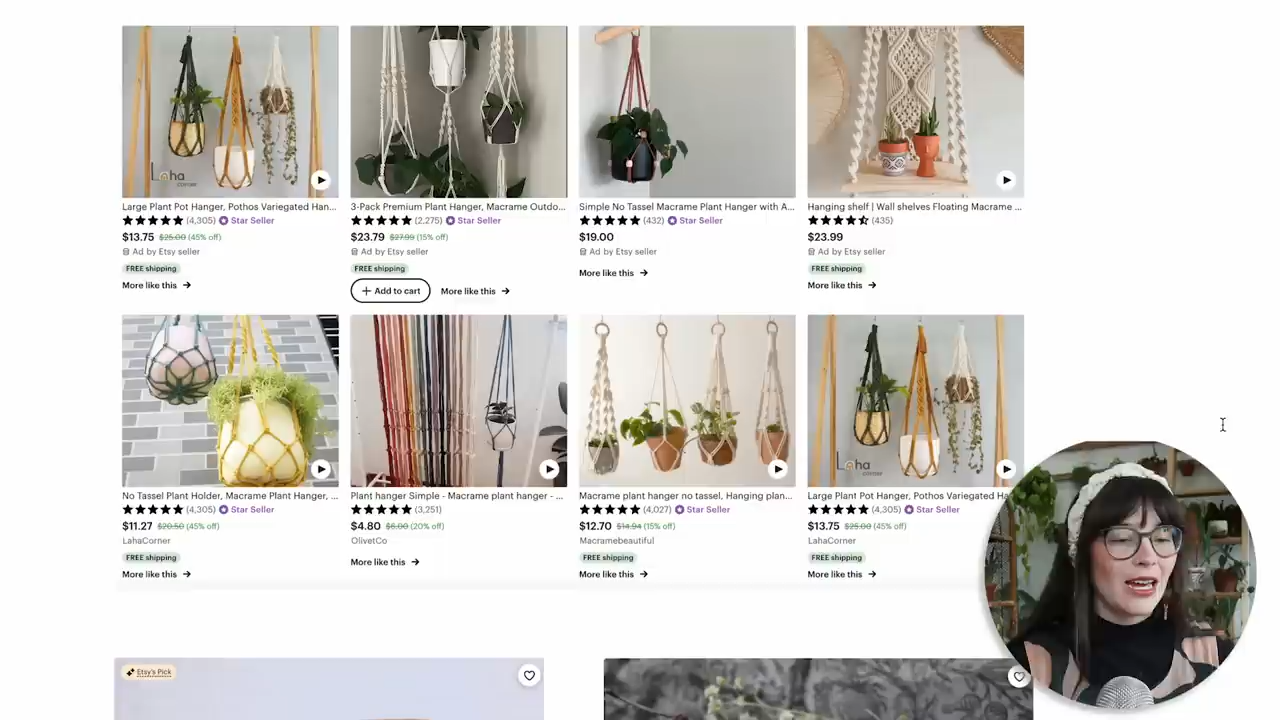 Laha
corner
Large Plant Pot Hanger, Pothos Variegated Han...
★★★★★ (4,305) Star Seller
$13.75 $25.00 (45% off)
Ad by Etsy seller
FREE shipping
More like this →
3-Pack Premium Plant Hanger, Macrame Outdo...
★★★★★ (2,275) Star Seller
$23.79 $27.99 (15% off)
Ad by Etsy seller
FREE shipping
+ Add to cart More like this →
Simple No Tassel Macrame Plant Hanger with A...
★★★★★ (432) Star Seller
$19.00
Ad by Etsy seller
More like this →
Hanging shelf | Wall shelves Floating Macrame ...
(435)
$23.99
Ad by Etsy seller
FREE shipping
More like this →
No Tassel Plant Holder, Macrame Plant Hanger, ...
★★★★★ (4,305) Star Seller
$11.27 $20.50 (45% off)
LahaCorner
FREE shipping
More like this →
Plant hanger Simple - Macrame plant hanger - ...
★★★★★ (3,251)
$4.80 $6.00 (20% off)
OlivetCo
More like this →
Macrame plant hanger no tassel, Hanging plan...
★★★★★ (4,027) Star Seller
$12.70 $14.94 (15% off)
Macramebeautiful
FREE shipping
More like this →
Laha
corner
Large Plant Pot Hanger, Pothos Variegated Ha
★★★★★ (4,305) Star Seller
$13.75 $25.00 (45% off)
LahaCorner
FREE shipping
More like this →
Etsy's Pick